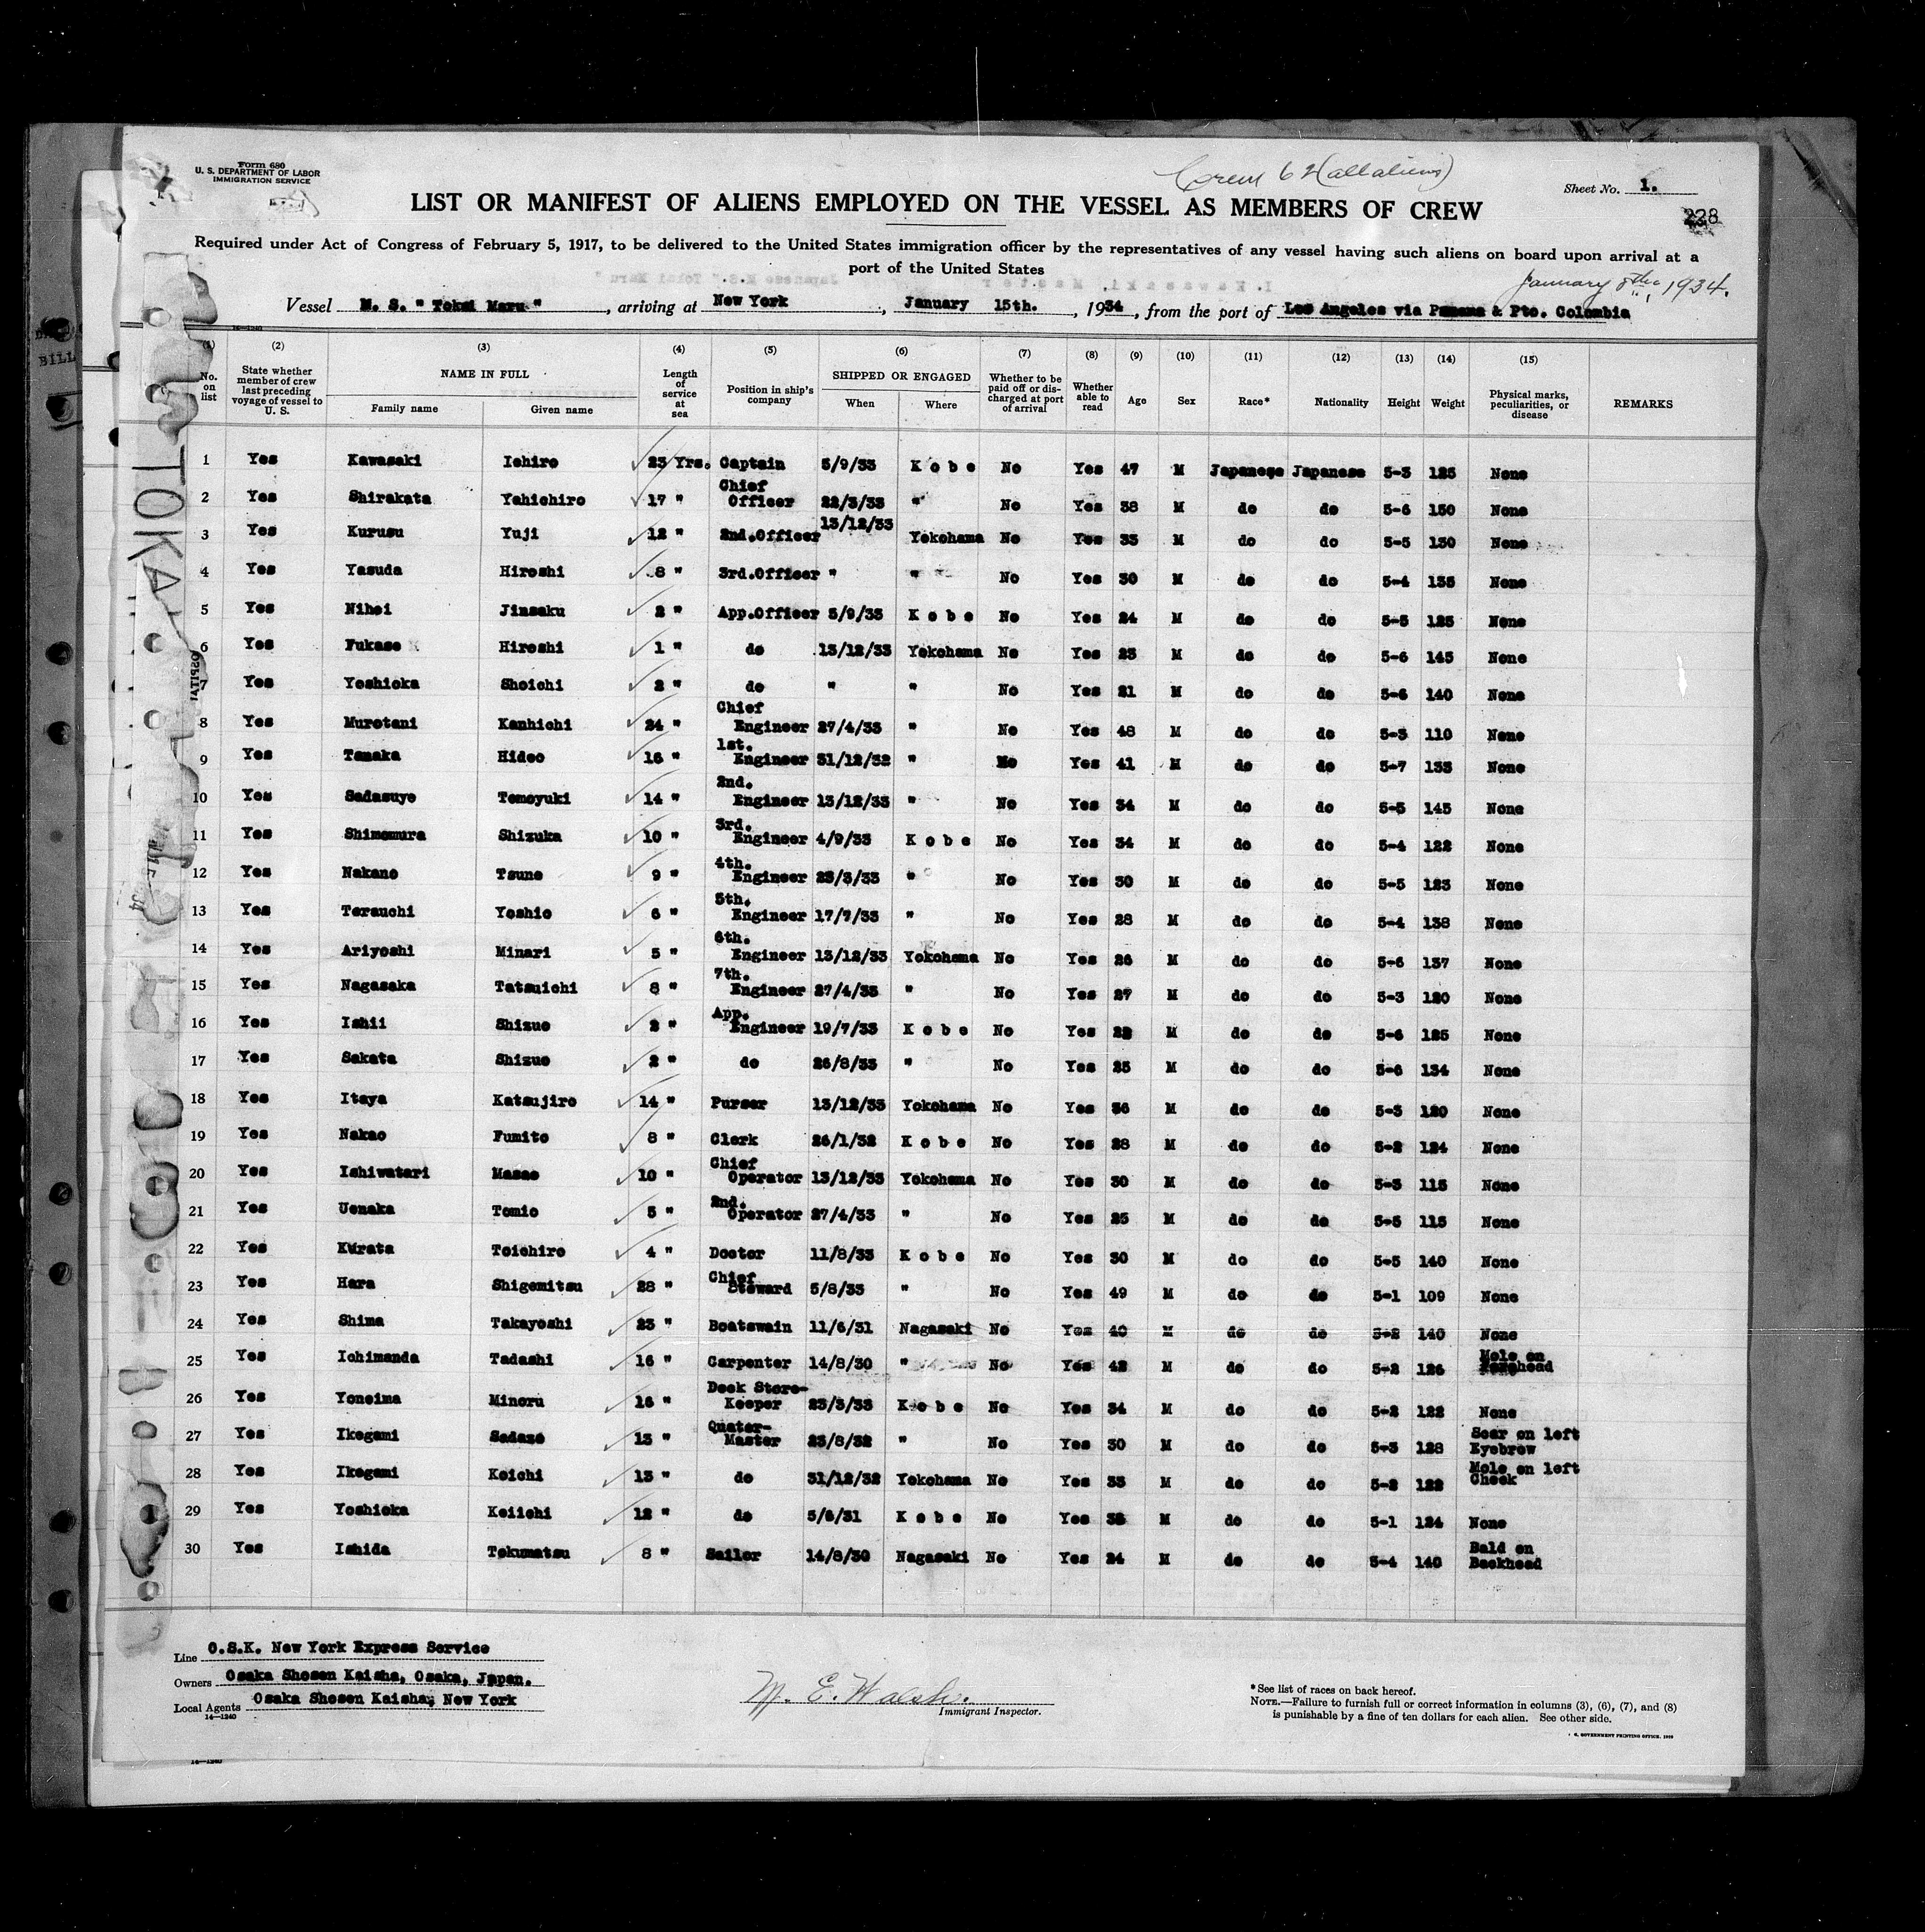 Form 680
U. S. DEPARTMENT OF LABOR
IMMIGRATION SERVICE
Crew 62 (all aliens)
Sheet No. 1.
228
LIST OR MANIFEST OF ALIENS EMPLOYED ON THE VESSEL AS MEMBERS OF CREW
Required under Act of Congress of February 5, 1917, to be delivered to the United States immigration officer by the representatives of any vessel having such aliens on board upon arrival at a
port of the United States
January 8th, 1934.
Vessel M. S. " Tokai Maru ", arriving at New York, January 15th., 1934, from the port of Los Angeles via Panama & Pto. Colombia
(1) (2) (3) (4) (5) (6) (7) (8) (9) (10) (11) (12) (13) (14) (15)
No. on list | State whether member of crew last preceding voyage of vessel to U. S. | NAME IN FULL Family name Given name | Length of service at sea | Position in ship's company | SHIPPED OR ENGAGED When Where | Whether to be paid off or discharged at port of arrival | Whether able to read | Age | Sex | Race* | Nationality | Height | Weight | Physical marks, peculiarities, or disease | REMARKS
1 Yes Kawasaki Ichiro 25 Yrs. Captain 5/9/33 Kobe No Yes 47 M Japanese Japanese 5-3 125 None
2 Yes Shirakata Yahichiro 17 " Chief Officer 22/3/33 " No Yes 38 M do do 5-6 150 None
3 Yes Kurusu Yuji 12 " 2nd.Officer 13/12/33 Yokohama No Yes 33 M do do 5-5 130 None
4 Yes Yasuda Hiroshi 8 " 3rd.Officer " " No Yes 30 M do do 5-4 135 None
5 Yes Nihei Jinsaku 2 " App.Officer 5/9/33 Kobe No Yes 24 M do do 5-5 125 None
6 Yes Fukase Hiroshi 1 " do 13/12/33 Yokohama No Yes 23 M do do 5-6 145 None
7 Yes Yoshioka Shoichi 2 " do " " No Yes 21 M do do 5-6 140 None
8 Yes Murotani Kanhichi 24 " Chief Engineer 27/4/33 " No Yes 48 M do do 5-3 110 None
9 Yes Tanaka Hideo 16 " 1st. Engineer 31/12/32 " No Yes 41 M do do 5-7 133 None
10 Yes Sadasuye Tomoyuki 14 " 2nd. Engineer 13/12/33 " No Yes 34 M do do 5-5 145 None
11 Yes Shimomura Shizuka 10 " 3rd. Engineer 4/9/33 Kobe No Yes 34 M do do 5-4 122 None
12 Yes Nakano Tsuno 9 " 4th. Engineer 23/3/33 " No Yes 30 M do do 5-5 123 None
13 Yes Terauchi Yoshio 6 " 5th. Engineer 17/7/33 " No Yes 28 M do do 5-4 138 None
14 Yes Ariyoshi Minari 5 " 6th. Engineer 13/12/33 Yokohama No Yes 26 M do do 5-6 137 None
15 Yes Nagasaka Tatsuichi 8 " 7th. Engineer 27/4/33 " No Yes 27 M do do 5-3 120 None
16 Yes Ishii Shizuo 2 " App. Engineer 19/7/33 Kobe No Yes 22 M do do 5-6 125 None
17 Yes Sakata Shizuo 2 " do 26/8/33 " No Yes 25 M do do 5-6 134 None
18 Yes Itaya Katsujiro 14 " Purser 13/12/33 Yokohama No Yes 36 M do do 5-3 120 None
19 Yes Nakao Fumito 8 " Clerk 26/1/32 Kobe No Yes 28 M do do 5-2 124 None
20 Yes Ishiwatari Masao 10 " Chief Operator 13/12/33 Yokohama No Yes 30 M do do 5-3 115 None
21 Yes Uenaka Tomio 5 " 2nd. Operator 27/4/33 " No Yes 25 M do do 5-5 115 None
22 Yes Kurata Toichiro 4 " Doctor 11/8/33 Kobe No Yes 30 M do do 5-5 140 None
23 Yes Hara Shigemitsu 28 " Chief Steward 5/8/33 " No Yes 49 M do do 5-1 109 None
24 Yes Shima Takayoshi 23 " Boatswain 11/6/31 Nagasaki No Yes 40 M do do 5-2 140 None
25 Yes Ichimanda Tadashi 16 " Carpenter 14/8/30 " No Yes 42 M do do 5-2 126 Mole on Forehead
26 Yes Yoneima Minoru 16 " Deck Store-Keeper 23/3/33 Kobe No Yes 34 M do do 5-2 122 None
27 Yes Ikegami Sadazo 13 " Quater-Master 23/8/32 " No Yes 30 M do do 5-3 128 Scar on left Eyebrow
28 Yes Ikegami Koichi 13 " do 31/12/32 Yokohama No Yes 33 M do do 5-2 122 Mole on left Cheek
29 Yes Yoshioka Keiichi 12 " do 5/6/31 Kobe No Yes M do do 5-1 124 None
30 Yes Ishida Tokumatsu 8 " Sailor 14/8/30 Nagasaki No Yes 24 M do do 5-4 140 Bald on Backhead
TOKA
Line O.S.K. New York Express Service
Owners Osaka Shosen Kaisha, Osaka, Japan.
Local Agents Osaka Shosen Kaisha, New York
14—1240
M. E. Walsh.
Immigrant Inspector.
*See list of races on back hereof.
NOTE.—Failure to furnish full or correct information in columns (3), (6), (7), and (8)
is punishable by a fine of ten dollars for each alien. See other side.